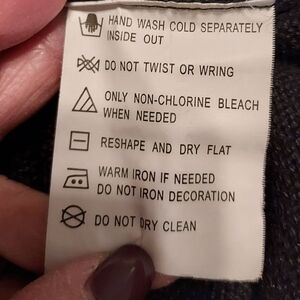 HAND WASH COLD SEPARATELY
INSIDE OUT
DO NOT TWIST OR WRING
ONLY NON-CHLORINE BLEACH
WHEN NEEDED
RESHAPE AND DRY FLAT
WARM IRON IF NEEDED
DO NOT IRON DECORATION
DO NOT DRY CLEAN